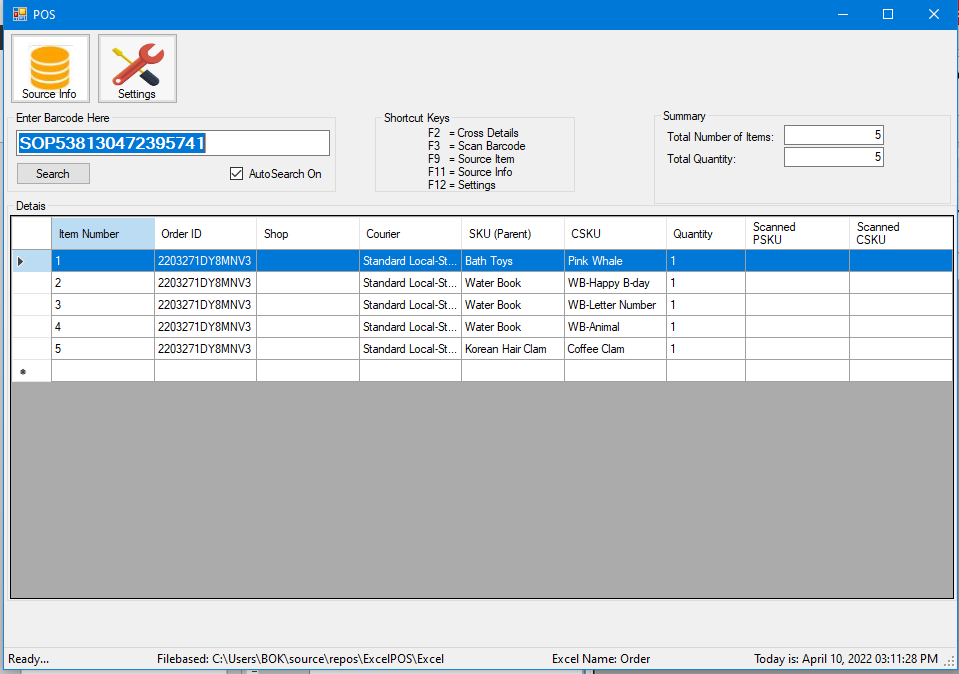 POS
Source Info Settings
Enter Barcode Here
SOP538130472395741
Search AutoSearch On
Shortcut Keys
F2 = Cross Details
F3 = Scan Barcode
F9 = Source Item
F11 = Source Info
F12 = Settings
Summary
Total Number of Items: 5
Total Quantity: 5
Detais
Item Number Order ID Shop Courier SKU (Parent) CSKU Quantity Scanned PSKU Scanned CSKU
1 2203271DY8MNV3 Standard Local-St... Bath Toys Pink Whale 1
2 2203271DY8MNV3 Standard Local-St... Water Book WB-Happy B-day 1
3 2203271DY8MNV3 Standard Local-St... Water Book WB-Letter Number 1
4 2203271DY8MNV3 Standard Local-St... Water Book WB-Animal 1
5 2203271DY8MNV3 Standard Local-St... Korean Hair Clam Coffee Clam 1
Ready... Filebased: C:\Users\BOK\source\repos\ExcelPOS\Excel Excel Name: Order Today is: April 10, 2022 03:11:28 PM